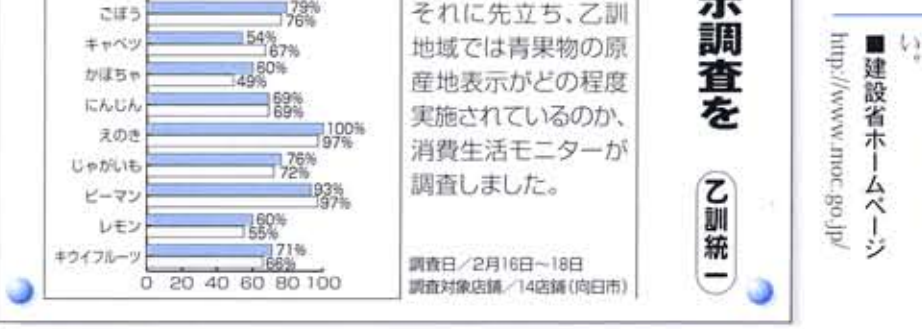 い。
■建設省ホームページ
http://www.moc.go.jp/
示調査を
乙訓統一
それに先立ち、乙訓
地域では青果物の原
産地表示がどの程度
実施されているのか、
消費生活モニターが
調査しました。
調査日／2月16日〜18日
調査対象店舗／14店舗(向日市)
ごぼう 79%
76%
キャベツ 54%
67%
かぼちゃ 60%
49%
にんじん 69%
69%
えのき 100%
97%
じゃがいも 76%
72%
ピーマン 93%
97%
レモン 60%
55%
キウイフルーツ 71%
66%
0 20 40 60 80 100